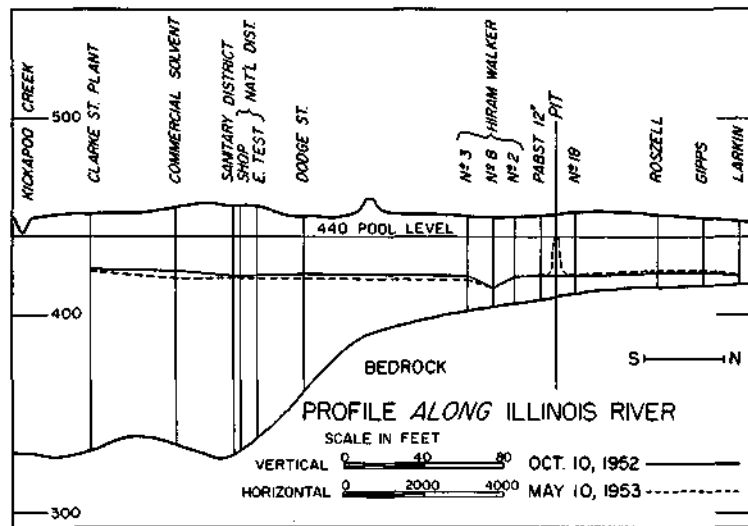 KICKAPOO CREEK
CLARKE ST. PLANT
COMMERCIAL SOLVENT
SANITARY DISTRICT
SHOP } NAT'L DIST.
E. TEST
DODGE ST.
Nº 3
Nº 8 } HIRAM WALKER
Nº 2
PABST 12"
PIT
Nº 18
ROSZELL
GIPPS
LARKIN
500
440 POOL LEVEL
400
BEDROCK
S N
PROFILE ALONG ILLINOIS RIVER
SCALE IN FEET
VERTICAL 0 40 80 OCT. 10, 1952
HORIZONTAL 0 2000 4000 MAY 10, 1953
300